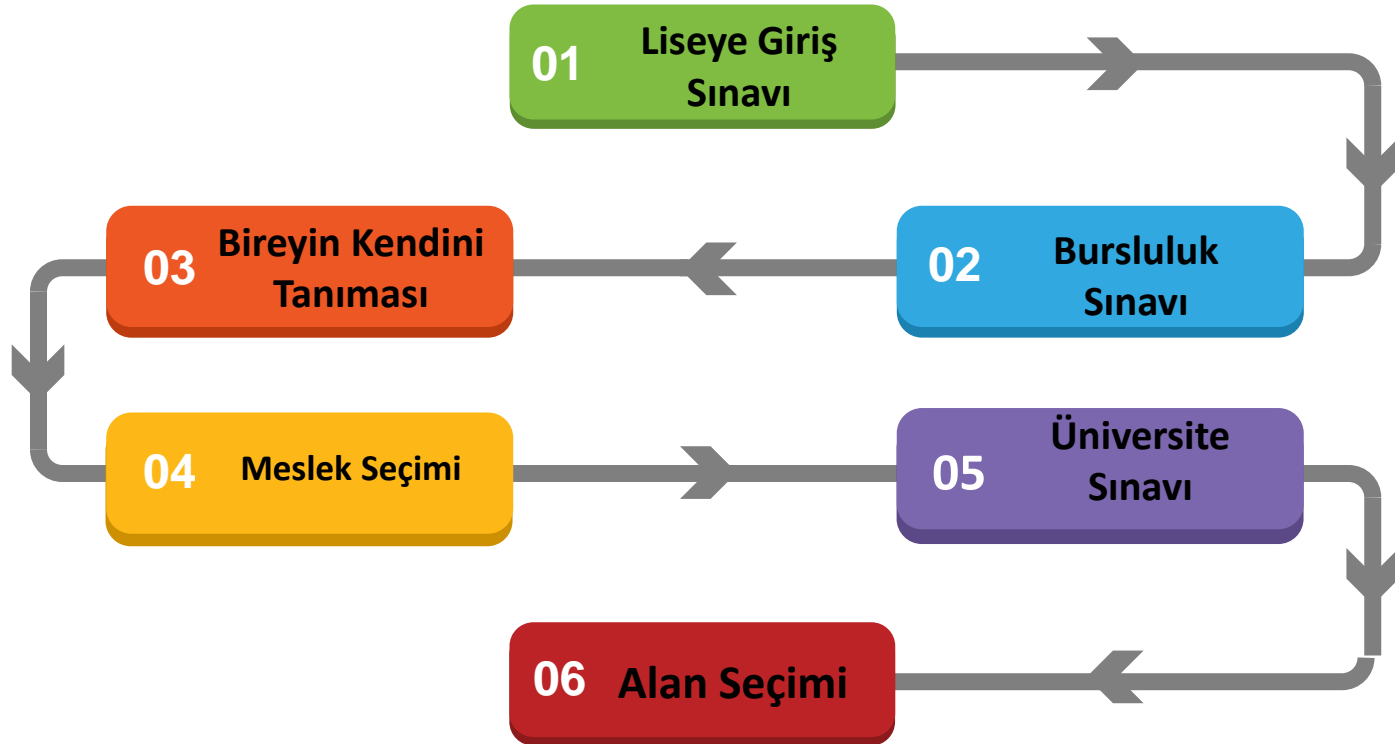 01
Liseye Giriş
Sınavı
02
Bursluluk
Sınavı
03
Bireyin Kendini
Tanıması
04
Meslek Seçimi
05
Üniversite
Sınavı
06
Alan Seçimi